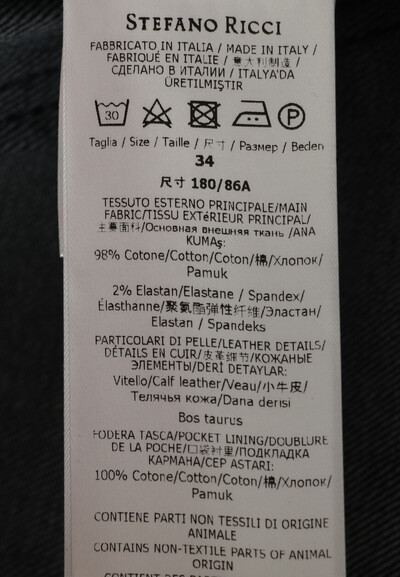 STEFANO RICCI
FABBRICATO IN ITALIA / MADE IN ITALY /
FABRIQUÉ EN ITALIE / 意大利制造 /
СДЕЛАНО В ИТАЛИИ / ITALYA'DA
ÜRETILMIŞTIR
30
P
Taglia / Size / Taille / 尺寸 / Размер / Beden
34
尺寸 180/86A
TESSUTO ESTERNO PRINCIPALE/MAIN
FABRIC/TISSU EXTéRIEUR PRINCIPAL/
主要面料/Основная внешняя ткань /ANA
KUMAş:
98% Cotone/Cotton/Coton/棉/Хлопок/
Pamuk
2% Elastan/Elastane / Spandex/
Élasthanne/聚氨酯弹性纤维/Эластан/
Elastan / Spandeks
PARTICOLARI DI PELLE/LEATHER DETAILS/
DÉTAILS EN CUIR/皮革细节/КОЖАНЫЕ
ЭЛЕМЕНТЫ/DERİ DETAYLAR:
Vitello/Calf leather/Veau/小牛皮/
Телячья кожа/Dana derisi
Bos taurus
FODERA TASCA/POCKET LINING/DOUBLURE
DE LA POCHE/口袋衬里/ПОДКЛАДКА
КАРМАНА/CEP ASTARI:
100% Cotone/Cotton/Coton/棉/Хлопок/
Pamuk
CONTIENE PARTI NON TESSILI DI ORIGINE
ANIMALE
CONTAINS NON-TEXTILE PARTS OF ANIMAL
ORIGIN